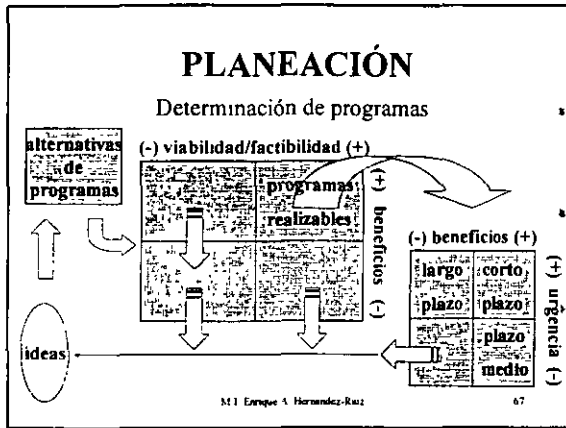 PLANEACIÓN
Determinación de programas
alternativas
de
programas
(-) viabilidad/factibilidad (+)
programas
realizables
(+) beneficios (-)
(-) beneficios (+)
largo
plazo
corto
plazo
plazo
medio
(+) urgencia (-)
ideas
M I Enrique A Hernandez-Ruiz
67